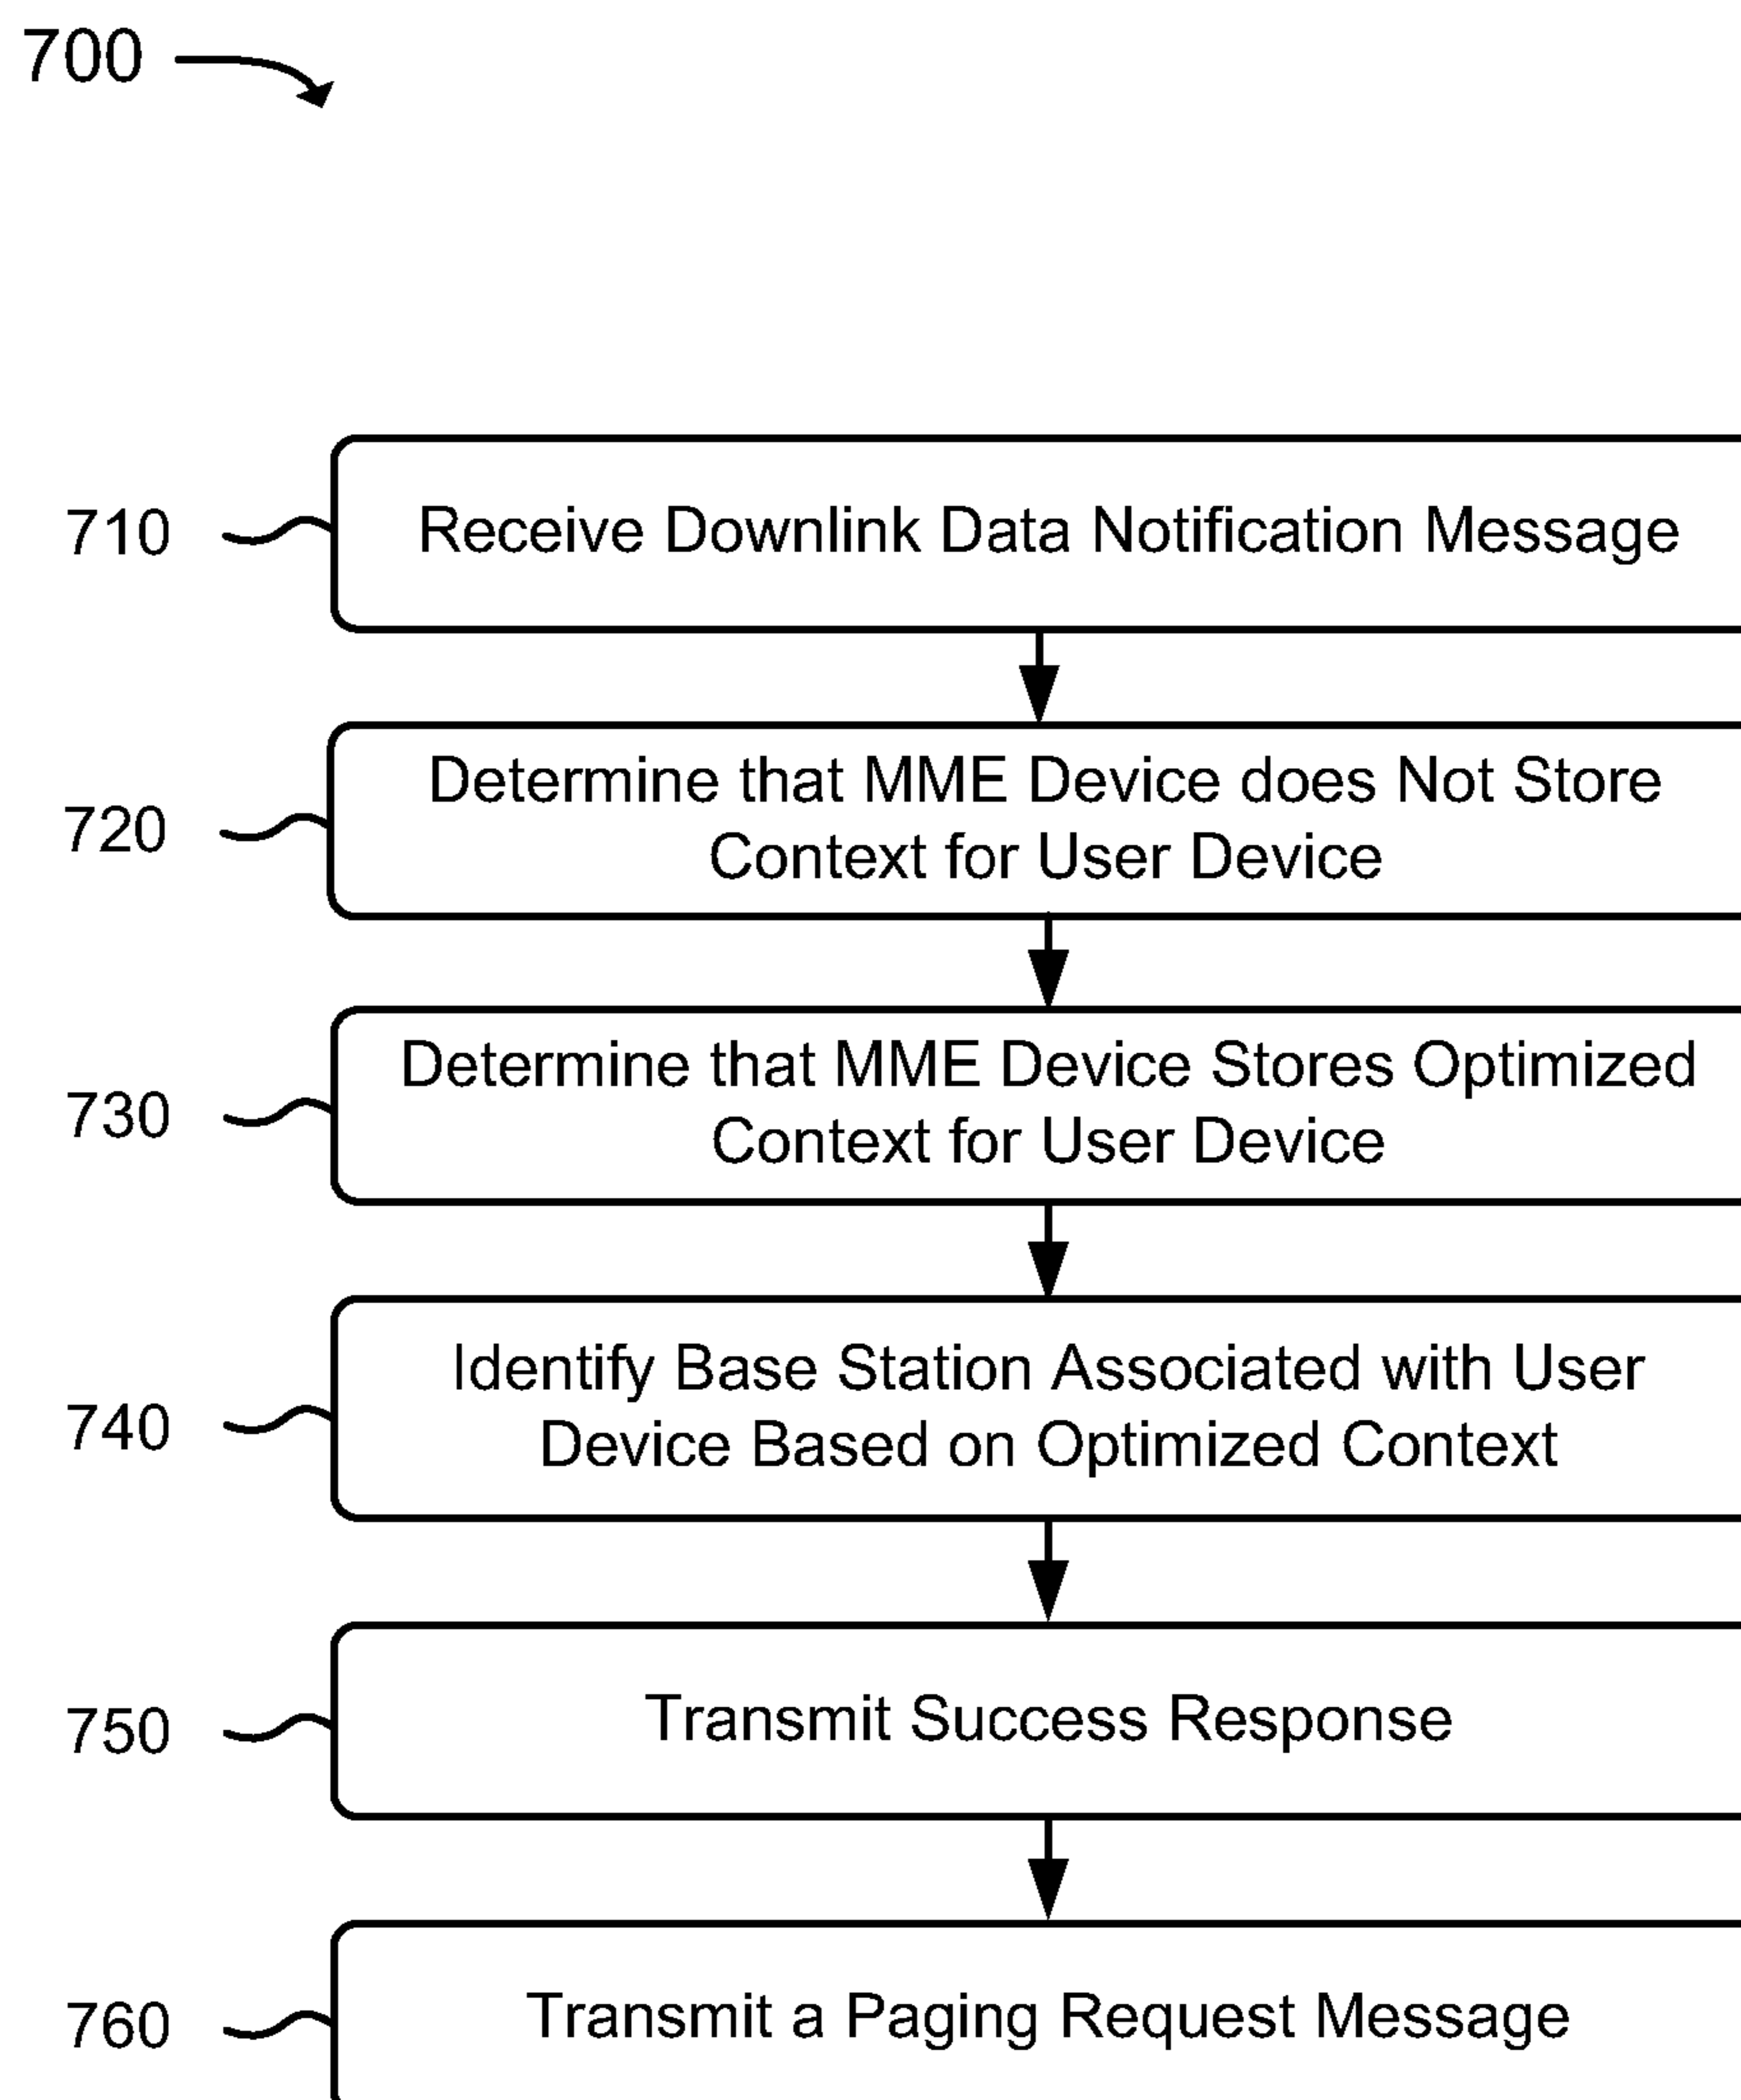 700
710
Receive Downlink Data Notification Message
720
Determine that MME Device does Not Store
Context for User Device
730
Determine that MME Device Stores Optimized
Context for User Device
740
Identify Base Station Associated with User
Device Based on Optimized Context
750
Transmit Success Response
760
Transmit a Paging Request Message